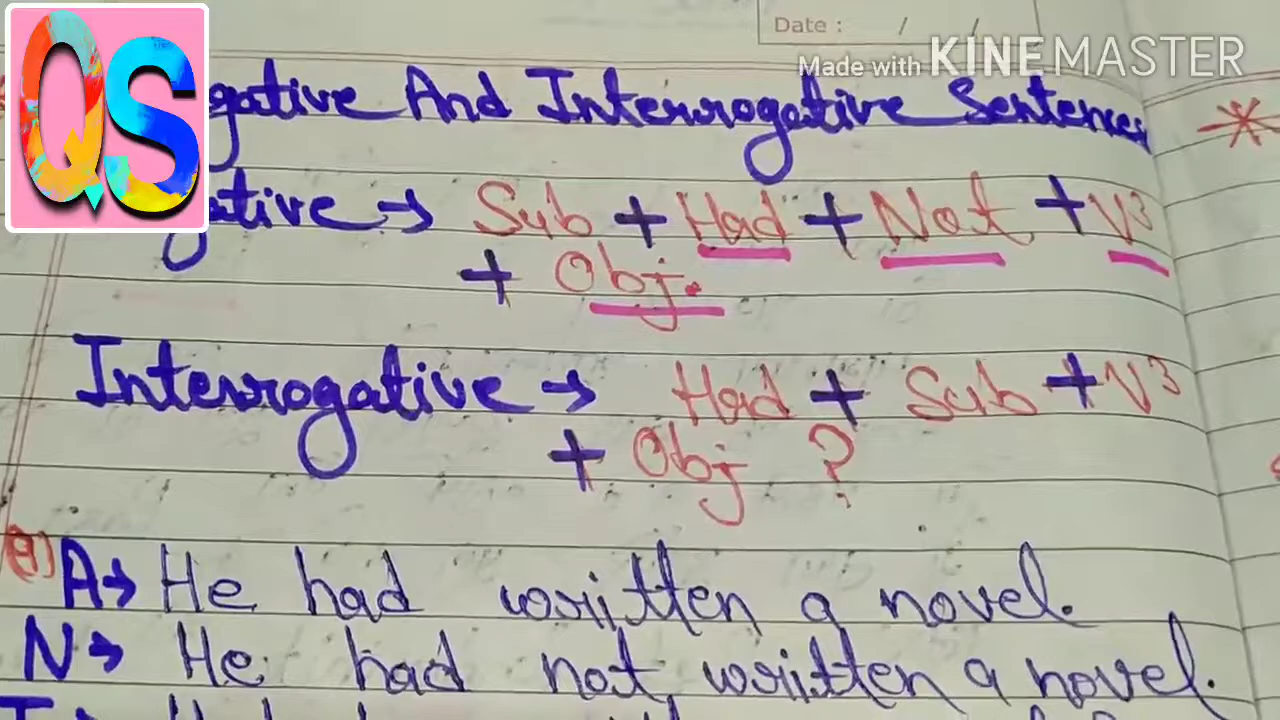 QS
Date : / /
Made with KINEMASTER
gative And Interrogative Sentences
gative → Sub + Had + Not + V³
+ Obj.
Interrogative → Had + Sub + V³
+ Obj ?
A→ He had written a novel.
N→ He had not written a novel.